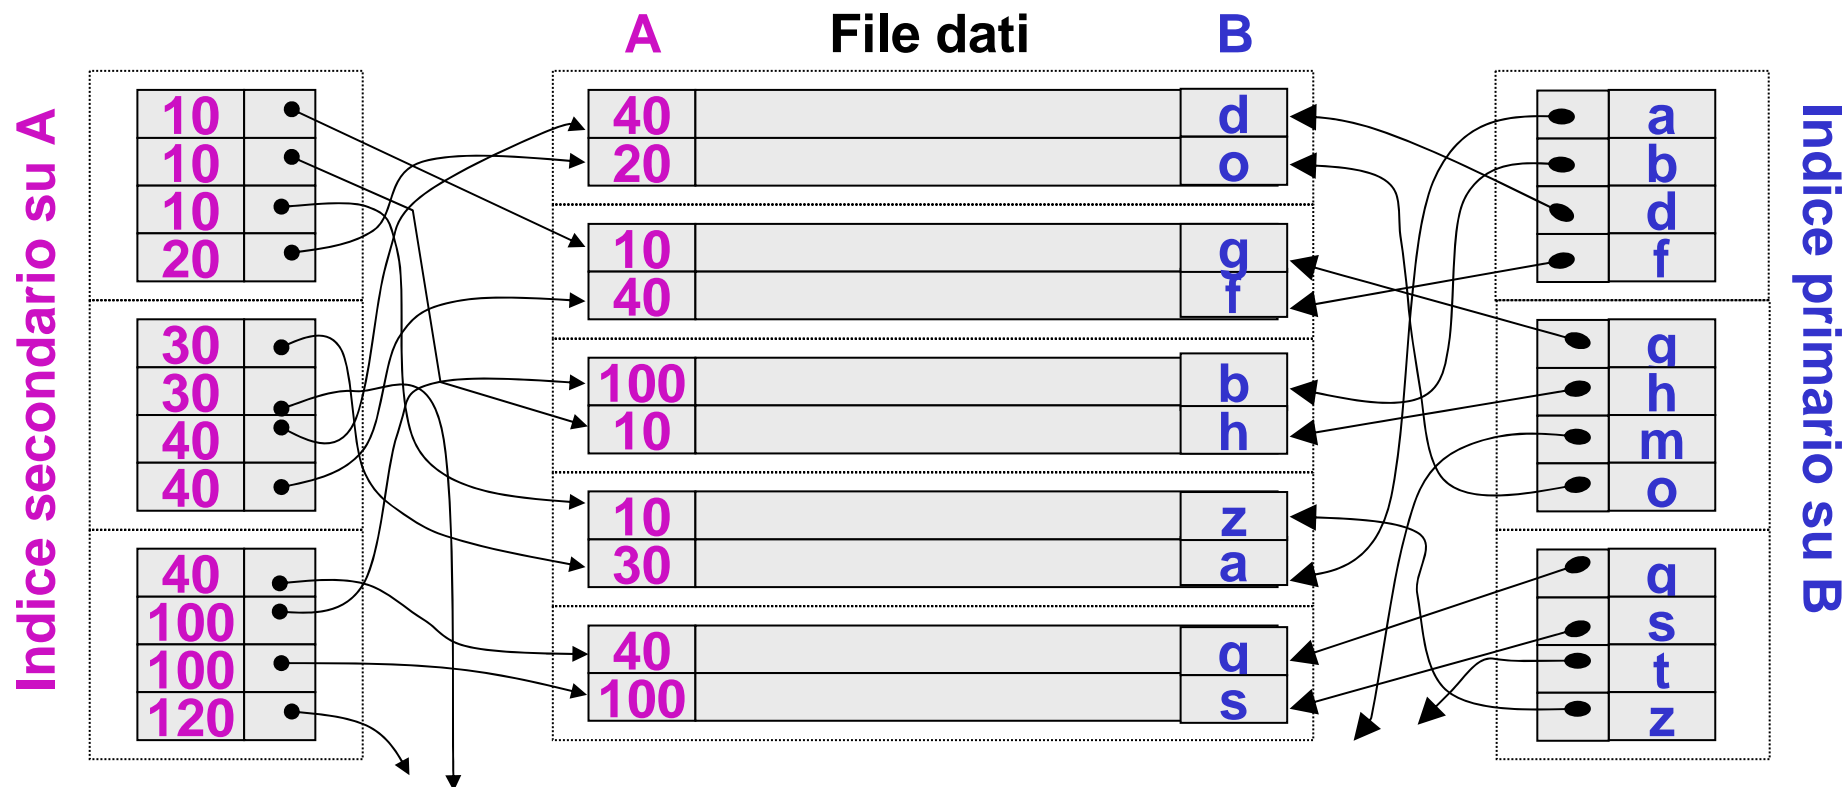 A File dati B
Indice secondario su A
10
10
10
20
30
30
40
40
40
100
100
120
40 d
20 o
10 g
40 f
100 b
10 h
10 z
30 a
40 q
100 s
a
b
d
f
g
h
m
o
q
s
t
z
Indice primario su B